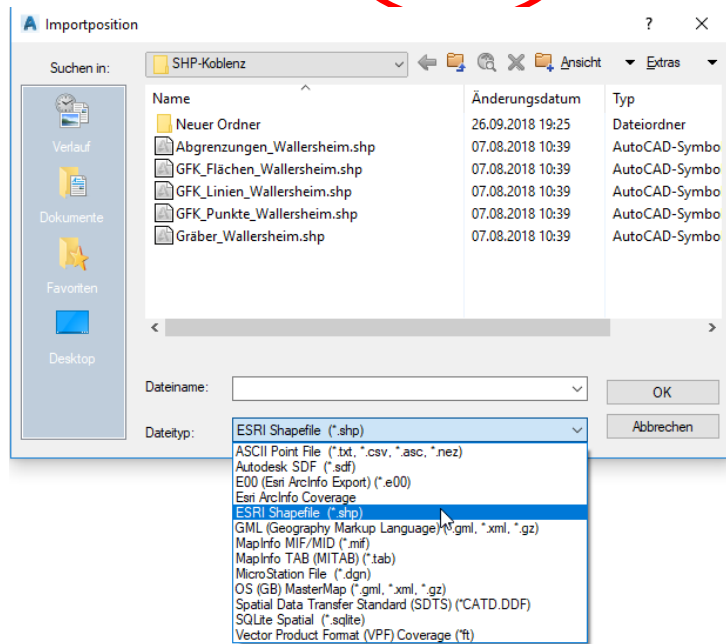 Importposition ? ×
Suchen in: SHP-Koblenz Ansicht Extras
Name Änderungsdatum Typ
Neuer Ordner 26.09.2018 19:25 Dateiordner
Abgrenzungen_Wallersheim.shp 07.08.2018 10:39 AutoCAD-Symbo
GFK_Flächen_Wallersheim.shp 07.08.2018 10:39 AutoCAD-Symbo
GFK_Linien_Wallersheim.shp 07.08.2018 10:39 AutoCAD-Symbo
GFK_Punkte_Wallersheim.shp 07.08.2018 10:39 AutoCAD-Symbo
Gräber_Wallersheim.shp 07.08.2018 10:39 AutoCAD-Symbo
Verlauf
Dokumente
Favoriten
Desktop
Dateiname: OK
Dateityp: ESRI Shapefile (*.shp) Abbrechen
ASCII Point File (*.txt, *.csv, *.asc, *.nez)
Autodesk SDF (*.sdf)
E00 (Esri ArcInfo Export) (*.e00)
Esri ArcInfo Coverage
ESRI Shapefile (*.shp)
GML (Geography Markup Language) (*.gml, *.xml, *.gz)
MapInfo MIF/MID (*.mif)
MapInfo TAB (MITAB) (*.tab)
MicroStation File (*.dgn)
OS (GB) MasterMap (*.gml, *.xml, *.gz)
Spatial Data Transfer Standard (SDTS) (*CATD.DDF)
SQLite Spatial (*.sqlite)
Vector Product Format (VPF) Coverage (*ft)